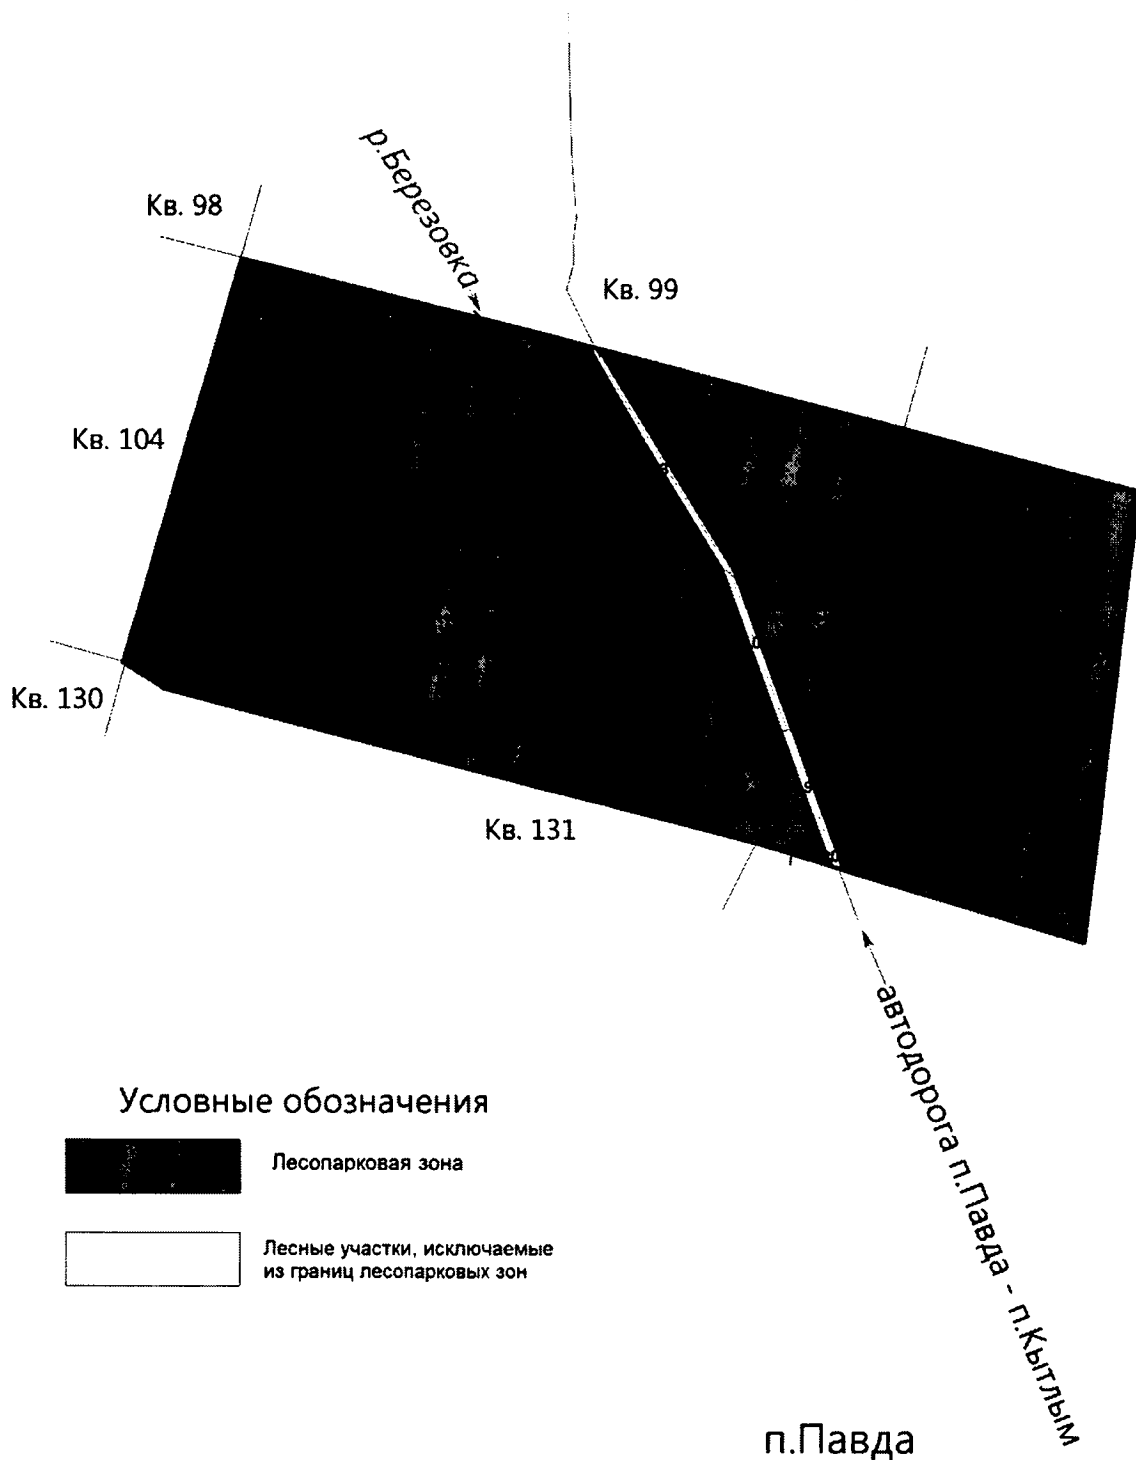 р.Березовка
Кв. 98
Кв. 99
Кв. 104
Кв. 130
Кв. 131
автодорога п.Павда - п.Кытлым
Условные обозначения
Лесопарковая зона
Лесные участки, исключаемые
из границ лесопарковых зон
п.Павда